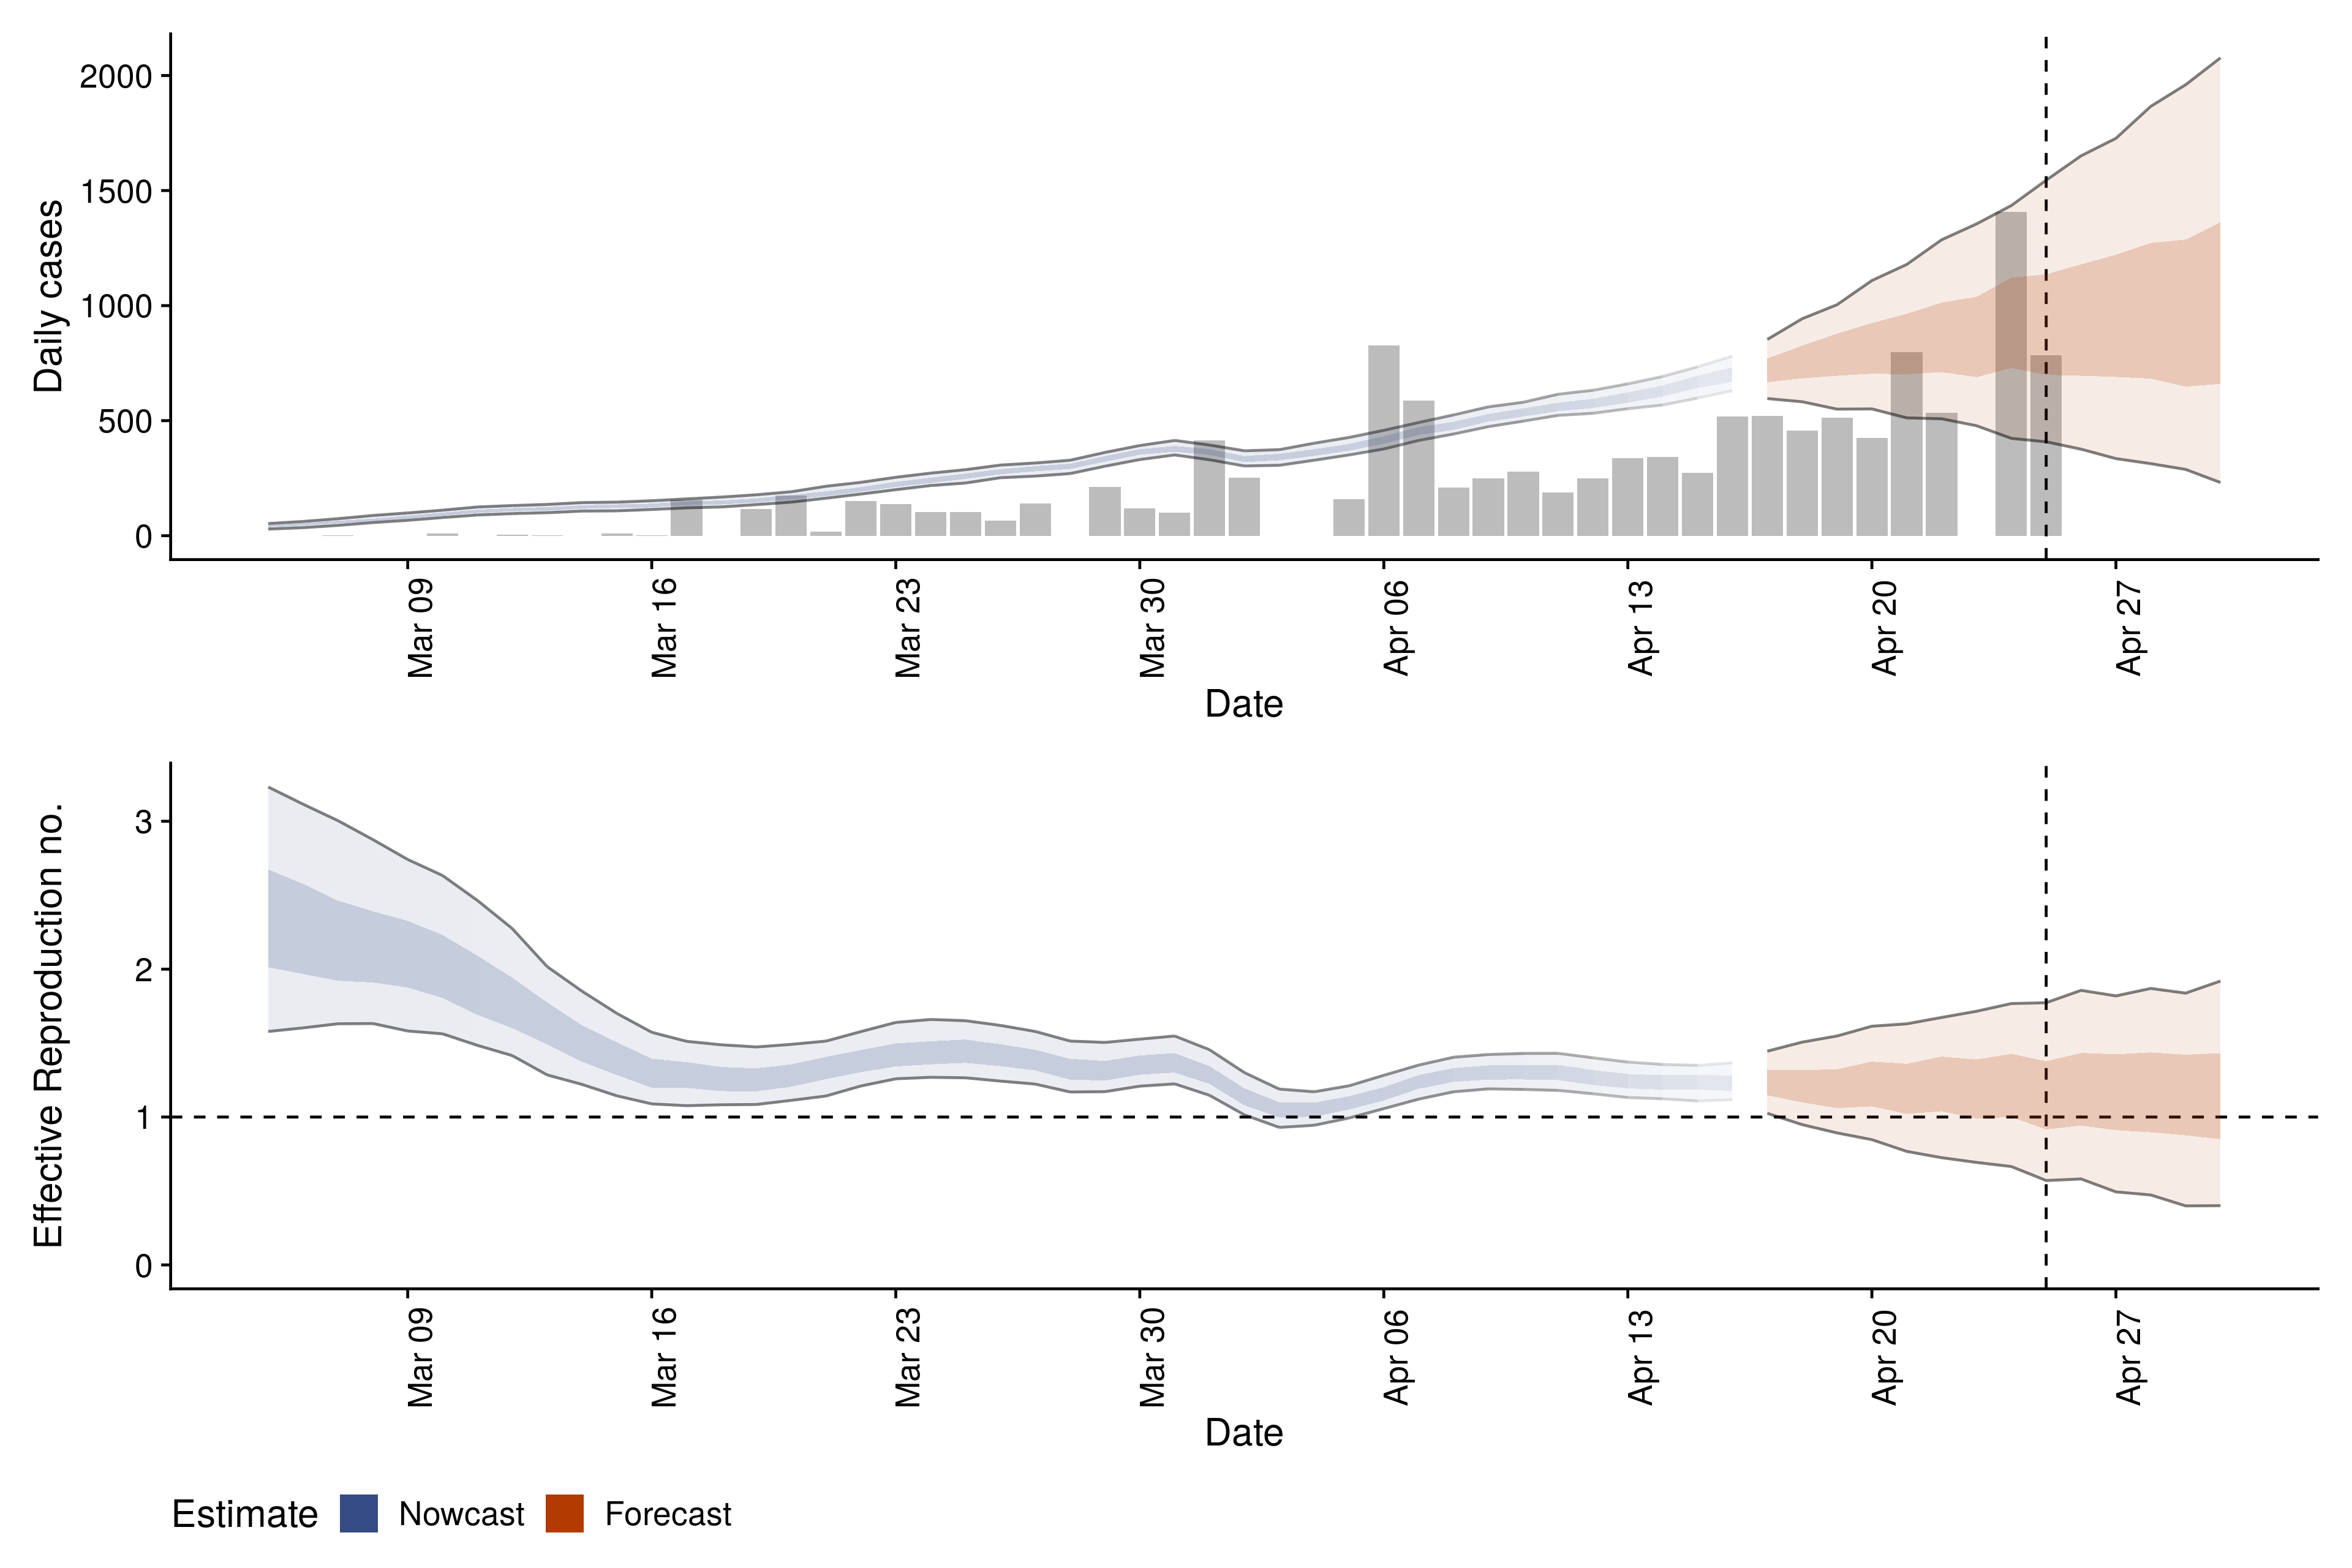 Daily cases
2000
1500
1000
500
0
Mar 09
Mar 16
Mar 23
Mar 30
Apr 06
Apr 13
Apr 20
Apr 27
Date
Effective Reproduction no.
3
2
1
0
Mar 09
Mar 16
Mar 23
Mar 30
Apr 06
Apr 13
Apr 20
Apr 27
Date
Estimate Nowcast Forecast